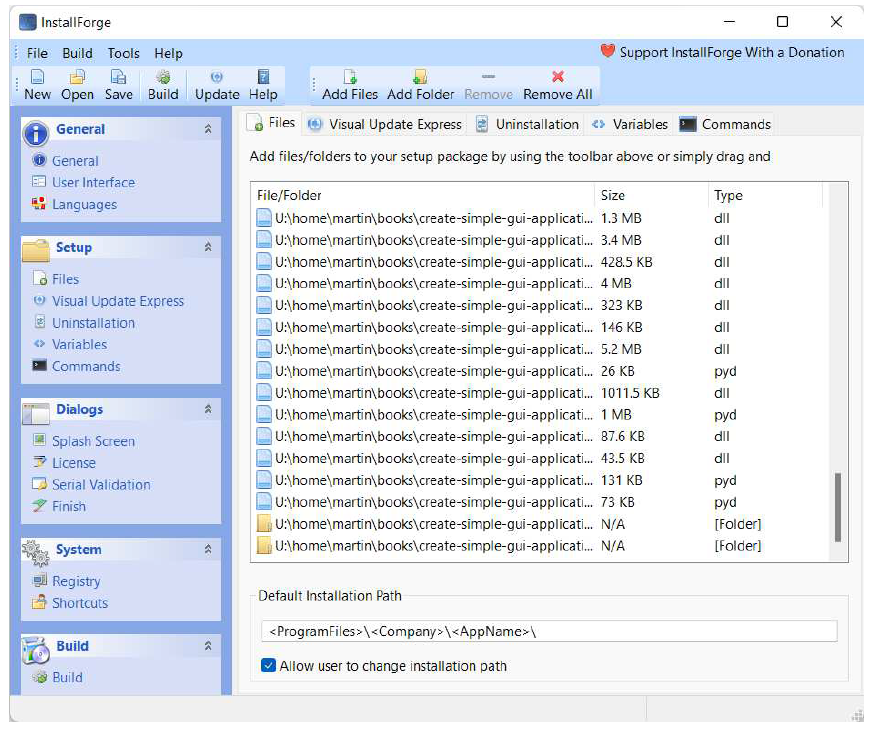 InstallForge
File Build Tools Help
Support InstallForge With a Donation
New Open Save Build Update Help Add Files Add Folder Remove Remove All
General
General
User Interface
Languages
Setup
Files
Visual Update Express
Uninstallation
Variables
Commands
Dialogs
Splash Screen
License
Serial Validation
Finish
System
Registry
Shortcuts
Build
Build
Files Visual Update Express Uninstallation Variables Commands
Add files/folders to your setup package by using the toolbar above or simply drag and
File/Folder Size Type
U:\home\martin\books\create-simple-gui-applicati... 1.3 MB dll
U:\home\martin\books\create-simple-gui-applicati... 3.4 MB dll
U:\home\martin\books\create-simple-gui-applicati... 428.5 KB dll
U:\home\martin\books\create-simple-gui-applicati... 4 MB dll
U:\home\martin\books\create-simple-gui-applicati... 323 KB dll
U:\home\martin\books\create-simple-gui-applicati... 146 KB dll
U:\home\martin\books\create-simple-gui-applicati... 5.2 MB dll
U:\home\martin\books\create-simple-gui-applicati... 26 KB pyd
U:\home\martin\books\create-simple-gui-applicati... 1011.5 KB dll
U:\home\martin\books\create-simple-gui-applicati... 1 MB pyd
U:\home\martin\books\create-simple-gui-applicati... 87.6 KB dll
U:\home\martin\books\create-simple-gui-applicati... 43.5 KB dll
U:\home\martin\books\create-simple-gui-applicati... 131 KB pyd
U:\home\martin\books\create-simple-gui-applicati... 73 KB pyd
U:\home\martin\books\create-simple-gui-applicati... N/A [Folder]
U:\home\martin\books\create-simple-gui-applicati... N/A [Folder]
Default Installation Path
<ProgramFiles>\<Company>\<AppName>\
Allow user to change installation path